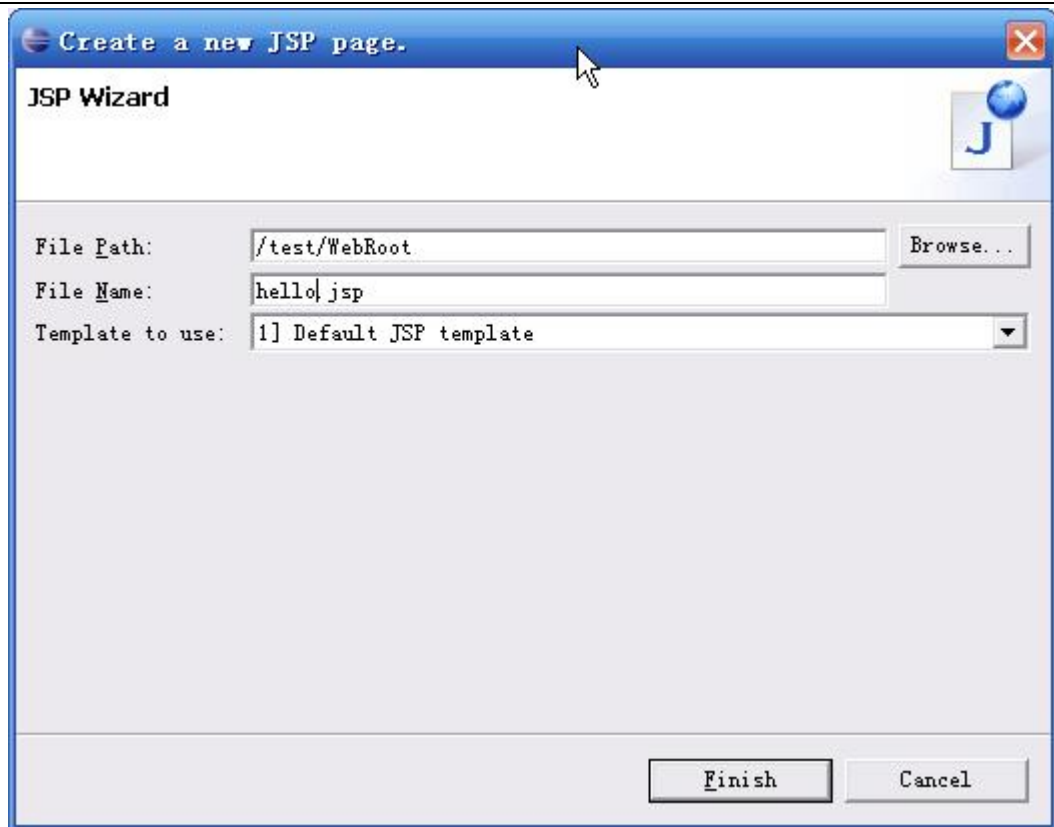 Create a new JSP page.
JSP Wizard
J
File Path: /test/WebRoot Browse...
File Name: hello.jsp
Template to use: 1] Default JSP template
Finish Cancel